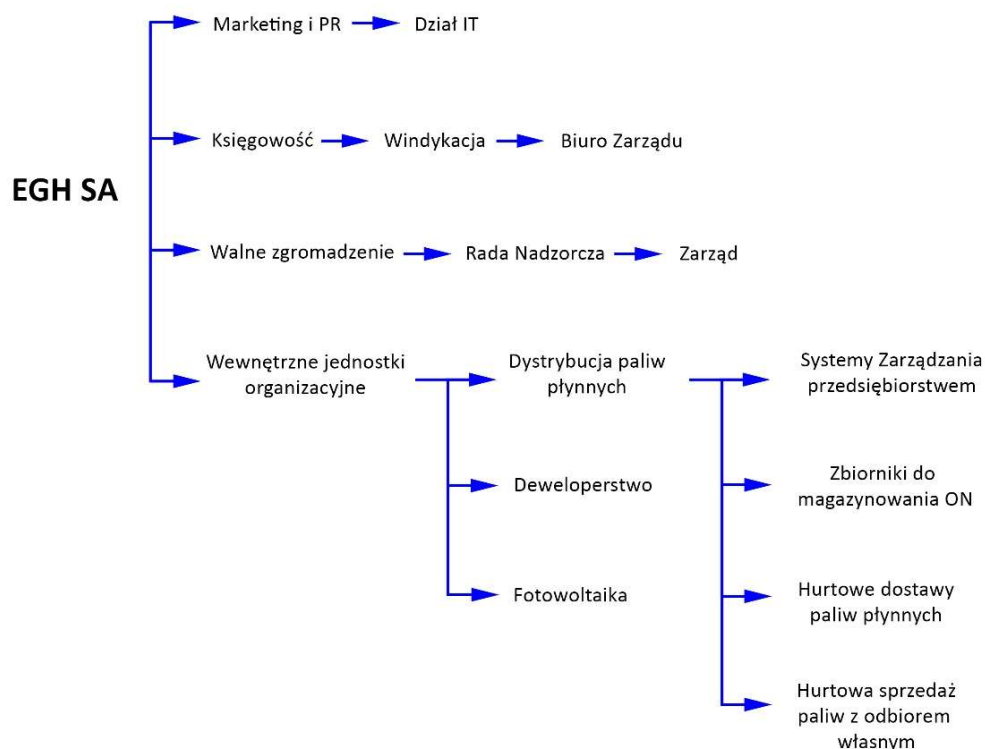 Marketing i PR
Dział IT
Księgowość
Windykacja
Biuro Zarządu
EGH SA
Walne zgromadzenie
Rada Nadzorcza
Zarząd
Wewnętrzne jednostki
organizacyjne
Dystrybucja paliw
płynnych
Systemy Zarządzania
przedsiębiorstwem
Deweloperstwo
Zbiorniki do
magazynowania ON
Fotowoltaika
Hurtowe dostawy
paliw płynnych
Hurtowa sprzedaż
paliw z odbiorem
własnym